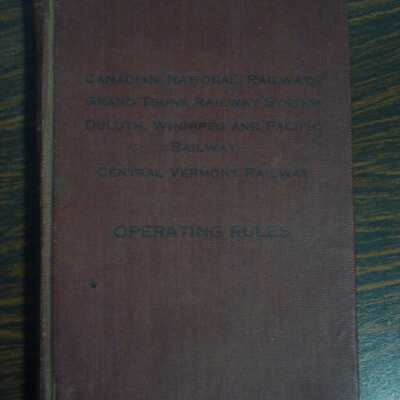 CANADIAN NATIONAL RAILWAYS
GRAND TRUNK RAILWAY SYSTEM
DULUTH, WINNIPEG AND PACIFIC
RAILWAY
CENTRAL VERMONT RAILWAY
OPERATING RULES